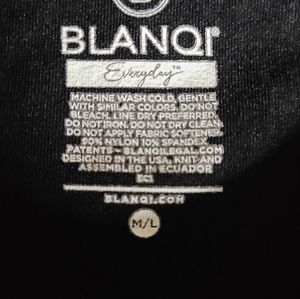 BLANQI®
Everyday™
MACHINE WASH COLD, GENTLE
WITH SIMILAR COLORS. DO NOT
BLEACH. LINE DRY PREFERRED.
DO NOT IRON. DO NOT DRY CLEAN.
DO NOT APPLY FABRIC SOFTENER.
90% NYLON 10% SPANDEX
PATENTS - BLANQILEGAL.COM
DESIGNED IN THE USA, KNIT AND
ASSEMBLED IN ECUADOR
BLANQI.COM
M/L